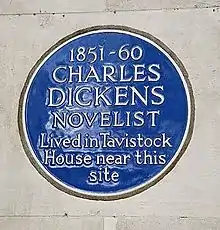 1851-60
CHARLES
DICKENS
NOVELIST
Lived in Tavistock
House near this
site